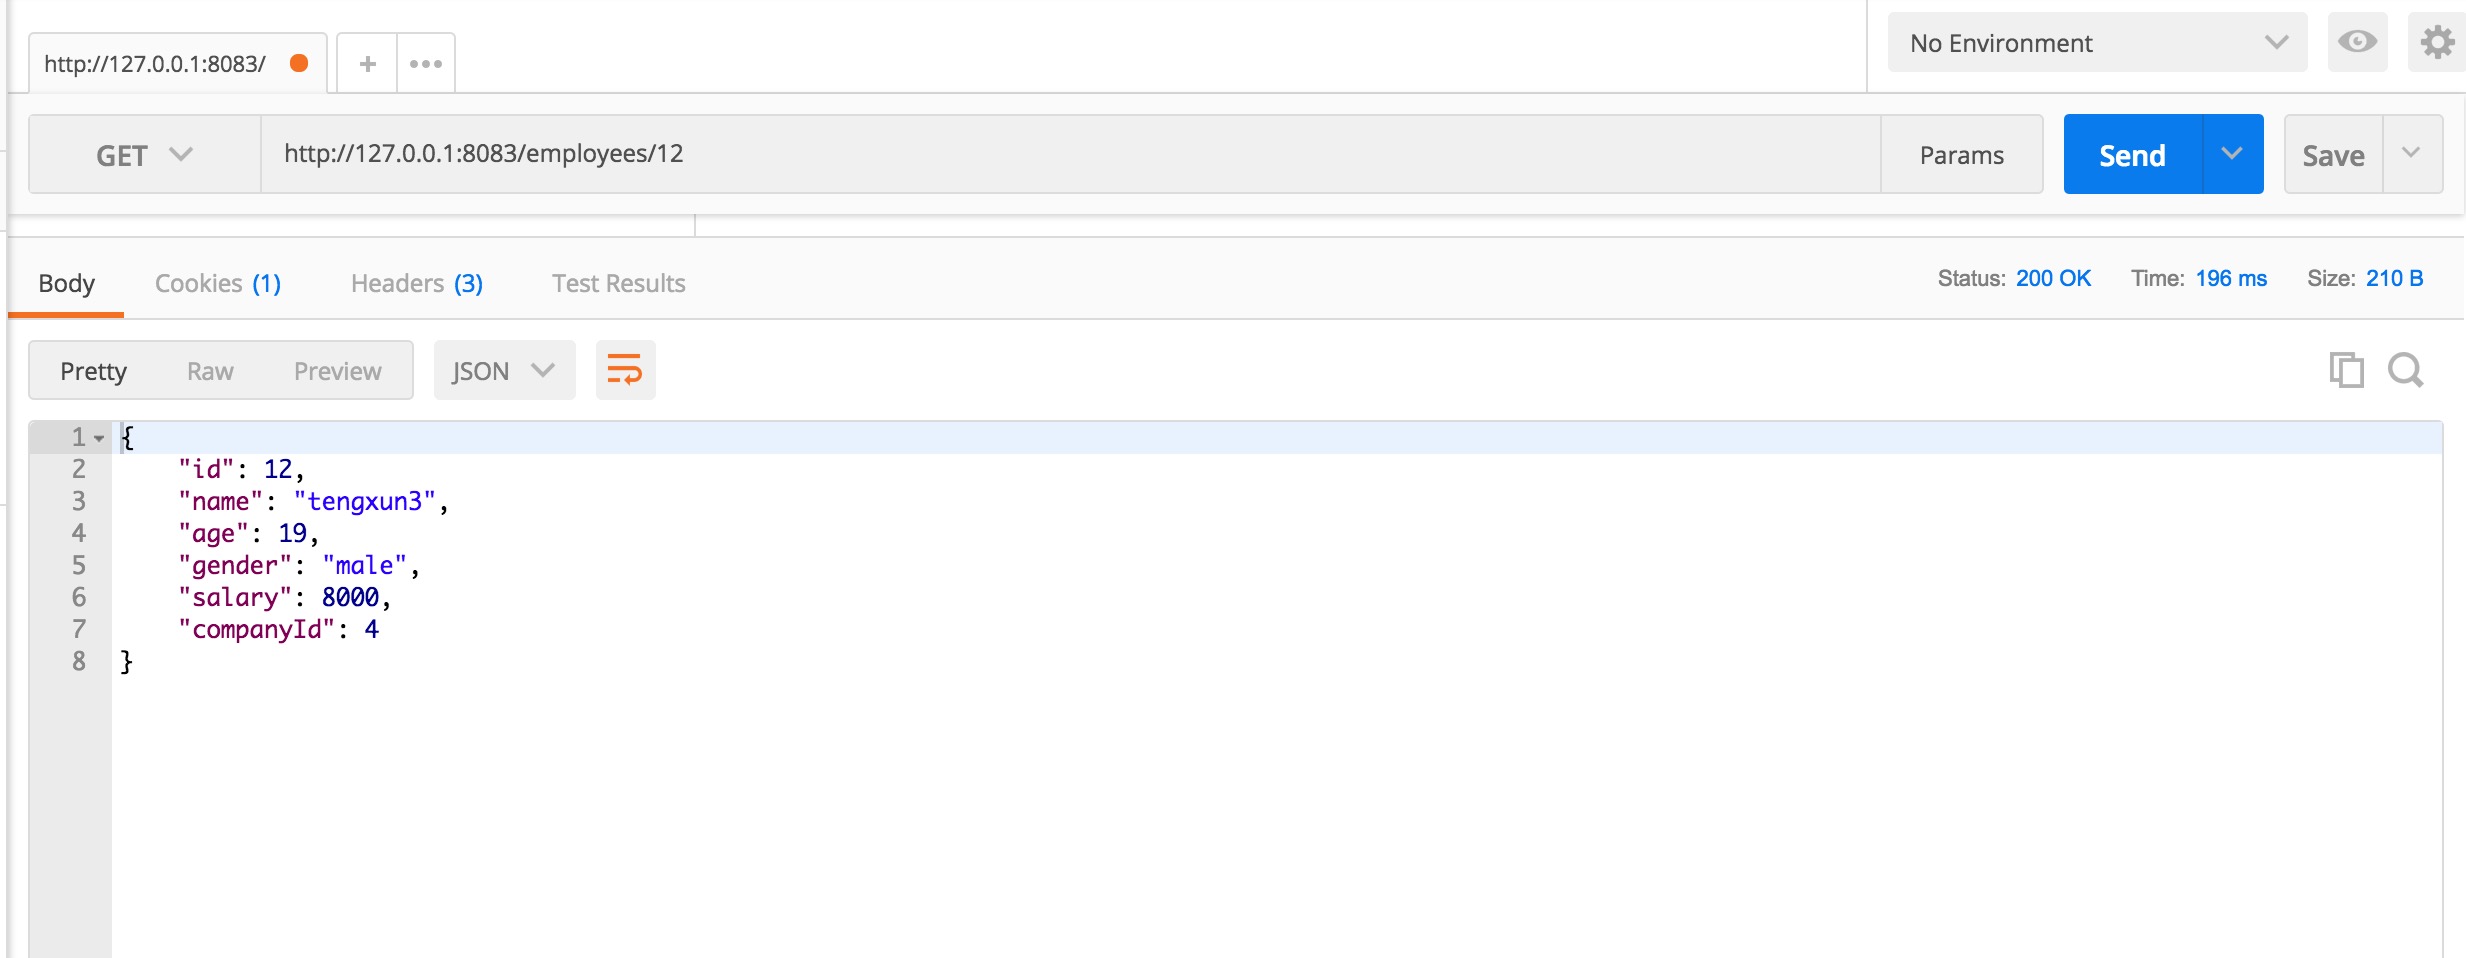 http://127.0.0.1:8083/
No Environment
GET http://127.0.0.1:8083/employees/12 Params Send Save
Body Cookies (1) Headers (3) Test Results Status: 200 OK Time: 196 ms Size: 210 B
Pretty Raw Preview JSON
1 {
2 "id": 12,
3 "name": "tengxun3",
4 "age": 19,
5 "gender": "male",
6 "salary": 8000,
7 "companyId": 4
8 }